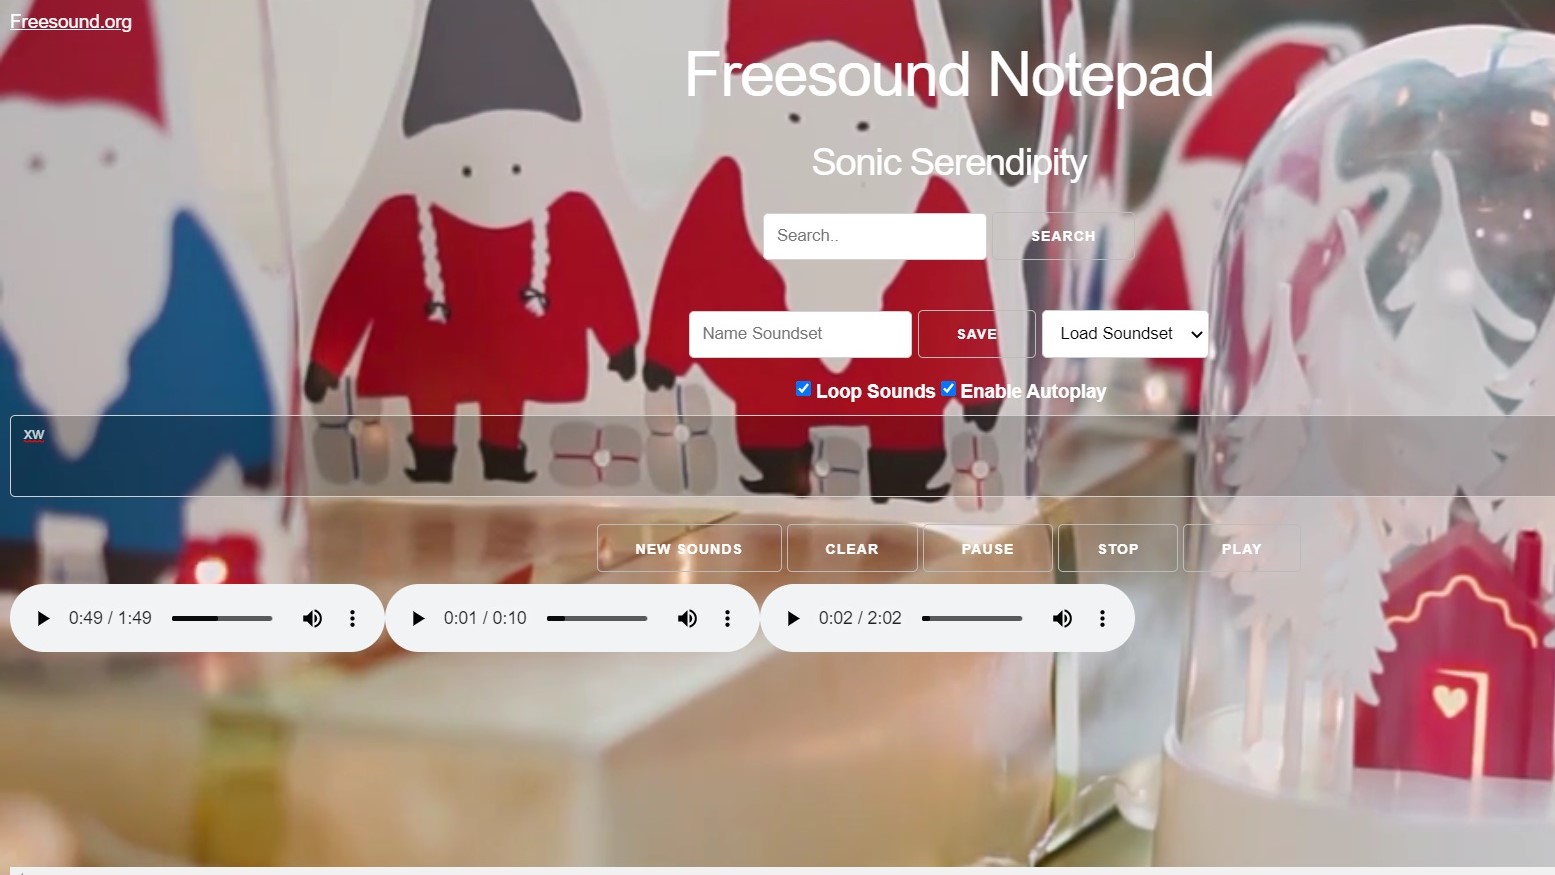 Freesound.org
Freesound Notepad
Sonic Serendipity
Search..
SEARCH
Name Soundset
SAVE
Load Soundset
Loop Sounds Enable Autoplay
xw
NEW SOUNDS
CLEAR
PAUSE
STOP
PLAY
0:49 / 1:49
0:01 / 0:10
0:02 / 2:02